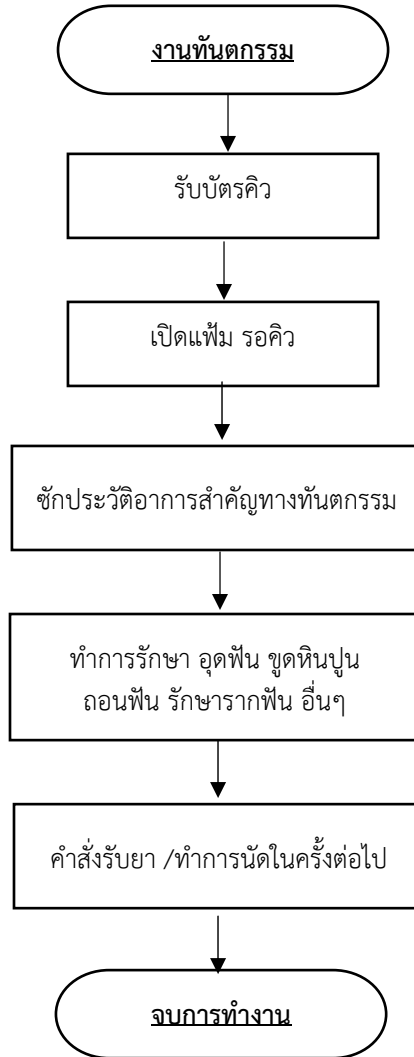 งานทันตกรรม
รับบัตรคิว
เปิดแฟ้ม รอคิว
ซักประวัติอาการสำคัญทางทันตกรรม
ทำการรักษา อุดฟัน ขูดหินปูน
ถอนฟัน รักษารากฟัน อื่นๆ
คำสั่งรับยา /ทำการนัดในครั้งต่อไป
จบการทำงาน